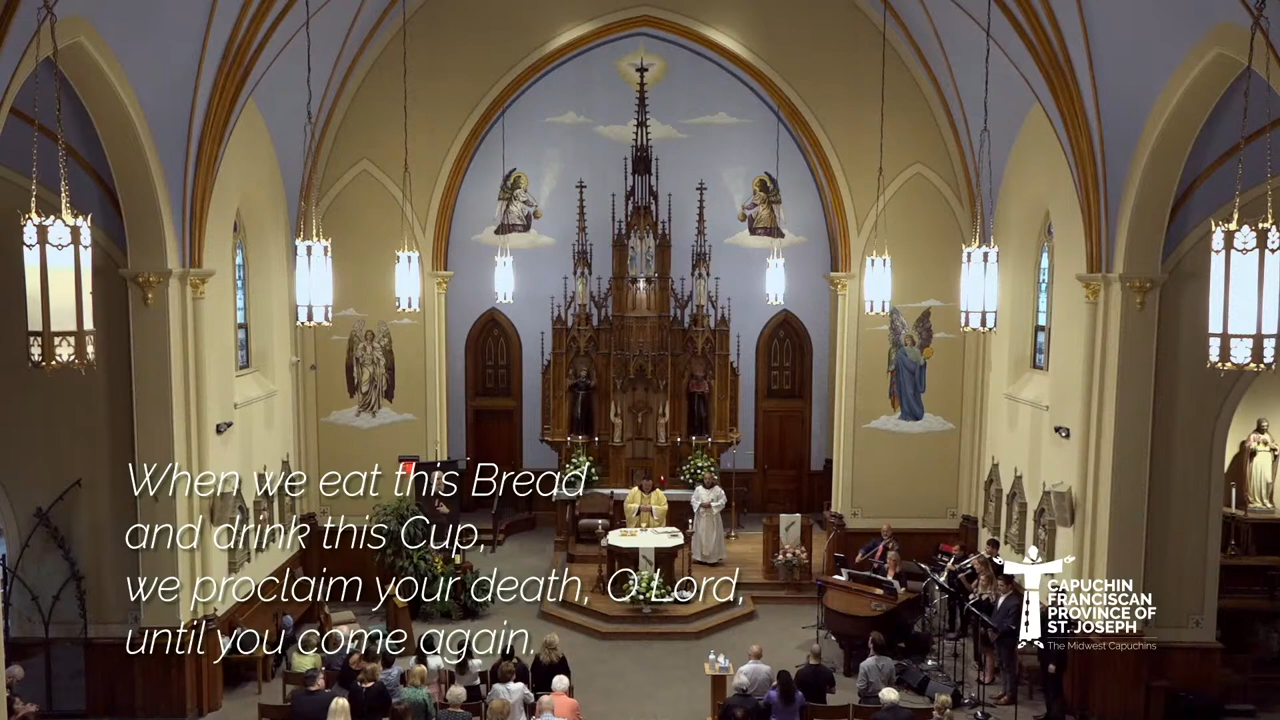 When we eat this Bread
and drink this Cup,
we proclaim your death, O Lord,
until you come again.
CAPUCHIN
FRANCISCAN
PROVINCE OF
ST. JOSEPH
The Midwest Capuchins